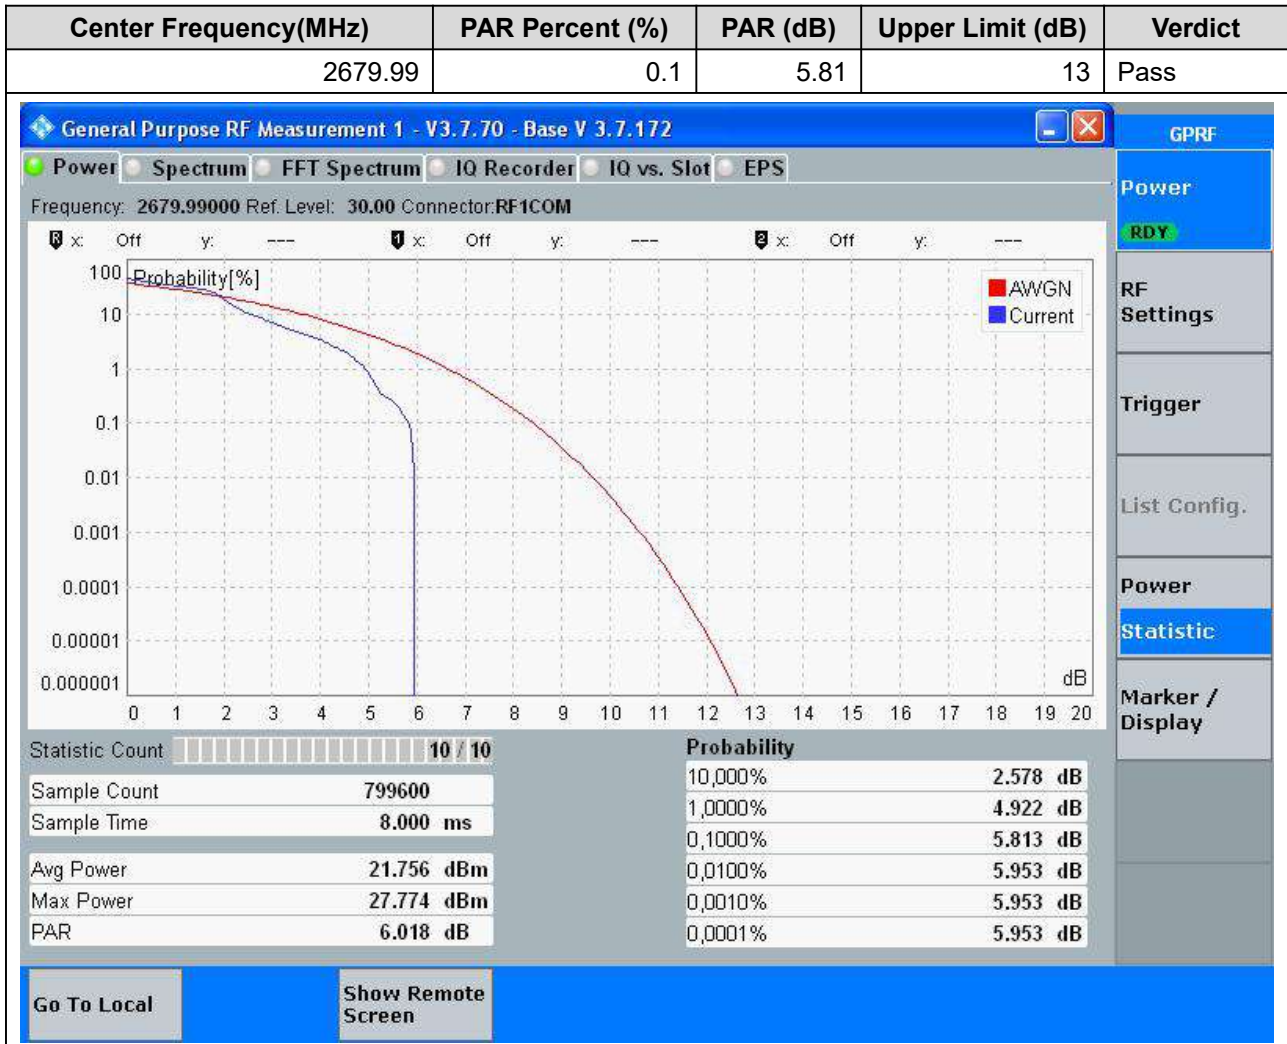 Center Frequency(MHz) PAR Percent (%) PAR (dB) Upper Limit (dB) Verdict
2679.99 0.1 5.81 13 Pass
General Purpose RF Measurement 1 - V3.7.70 - Base V 3.7.172
GPRF
Power Spectrum FFT Spectrum IQ Recorder IQ vs. Slot EPS
Power
RDY
Frequency: 2679.99000 Ref. Level: 30.00 Connector:RF1COM
R x: Off y: --- 1 x: Off y: --- 2 x: Off y: ---
Probability[%]
100
10
1
0.1
0.01
0.001
0.0001
0.00001
0.000001
AWGN
Current
dB
0 1 2 3 4 5 6 7 8 9 10 11 12 13 14 15 16 17 18 19 20
RF
Settings
Trigger
List Config.
Power
Statistic
Marker /
Display
Statistic Count 10 / 10
Sample Count 799600
Sample Time 8.000 ms
Avg Power 21.756 dBm
Max Power 27.774 dBm
PAR 6.018 dB
Probability
10,000% 2.578 dB
1,0000% 4.922 dB
0,1000% 5.813 dB
0,0100% 5.953 dB
0,0010% 5.953 dB
0,0001% 5.953 dB
Go To Local
Show Remote
Screen